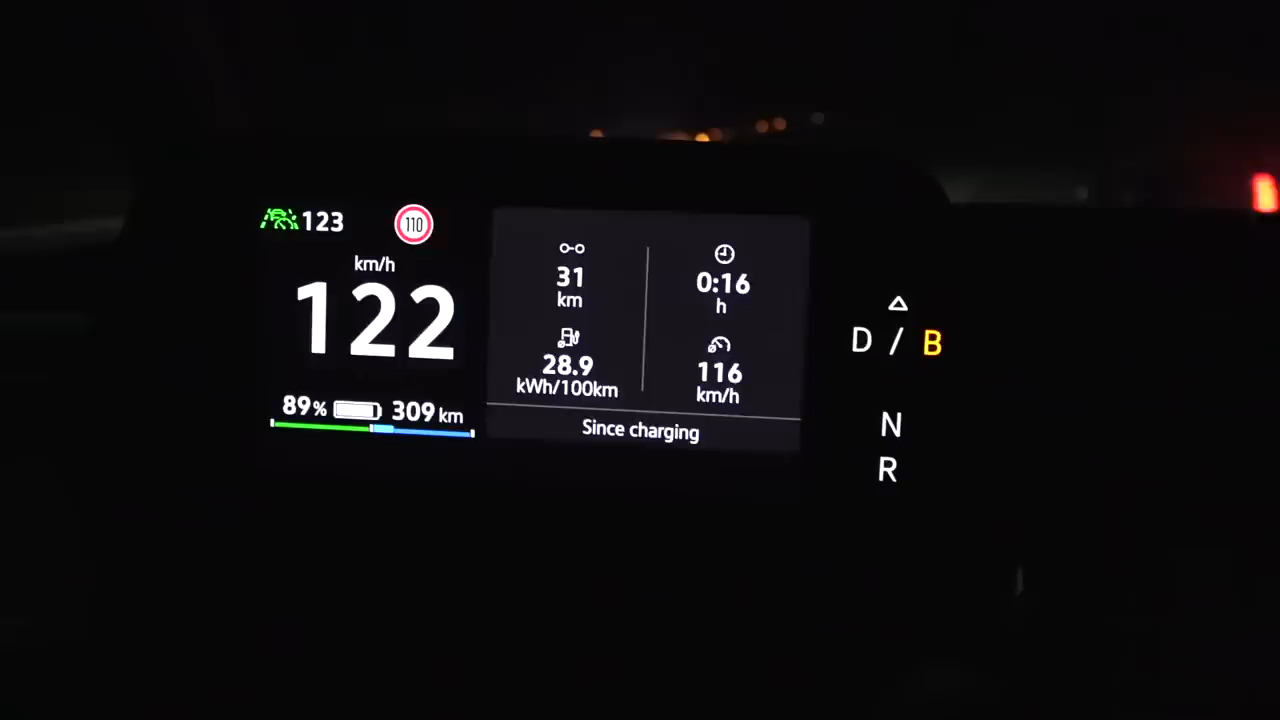 123
110
km/h
122
89% 309 km
31
km
0:16
h
28.9
kWh/100km
116
km/h
Since charging
D / B
N
R